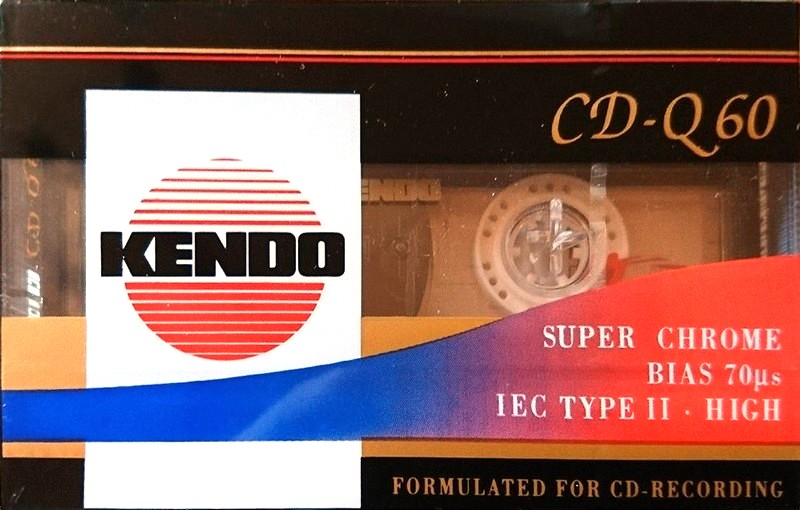 CD-Q 60
KENDO
KENDO
SUPER CHROME
BIAS 70µs
IEC TYPE II · HIGH
FORMULATED FOR CD-RECORDING